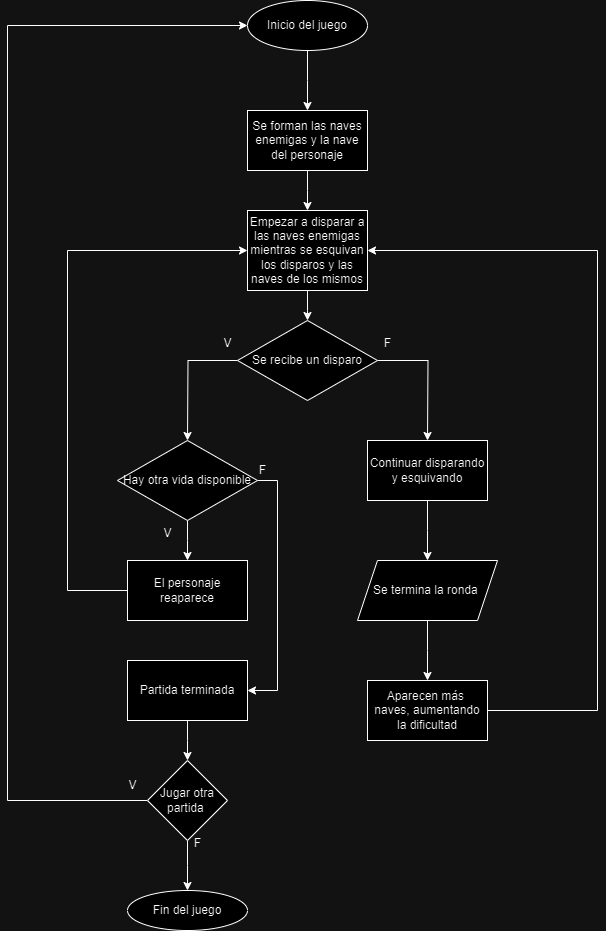 Inicio del juego
Se forman las naves
enemigas y la nave
del personaje
Empezar a disparar a
las naves enemigas
mientras se esquivan
los disparos y las
naves de los mismos
V
F
Se recibe un disparo
Hay otra vida disponible
F
Continuar disparando
y esquivando
V
El personaje
reaparece
Se termina la ronda
Partida terminada
Aparecen más
naves, aumentando
la dificultad
V
Jugar otra
partida
F
Fin del juego